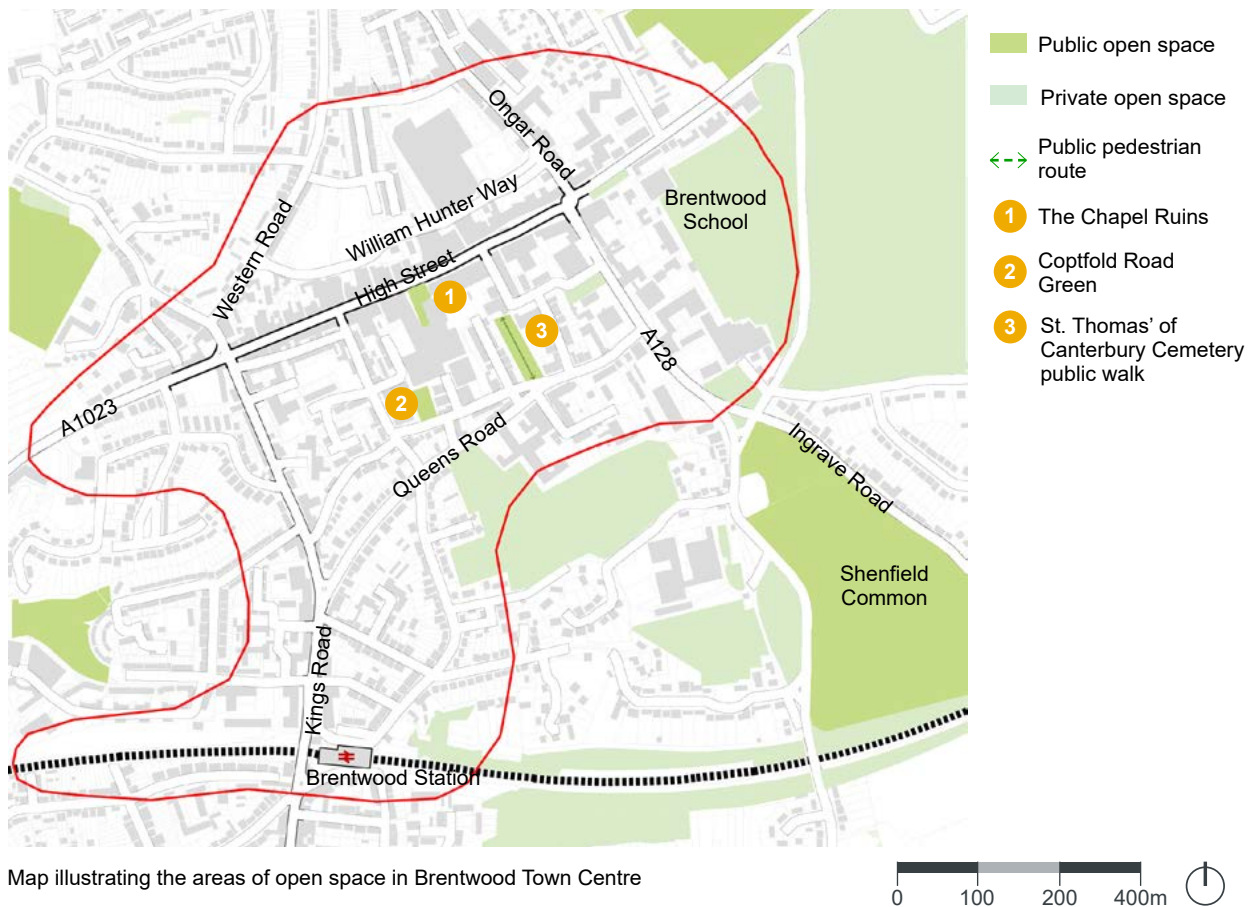 Ongar Road
William Hunter Way
Western Road
High Street
Brentwood
School
1
2
3
A128
A1023
Queens Road
Ingrave Road
Shenfield
Common
Kings Road
Brentwood Station
Public open space
Private open space
Public pedestrian
route
1
The Chapel Ruins
2
Coptfold Road
Green
3
St. Thomas’ of
Canterbury Cemetery
public walk
Map illustrating the areas of open space in Brentwood Town Centre
0 100 200 400m